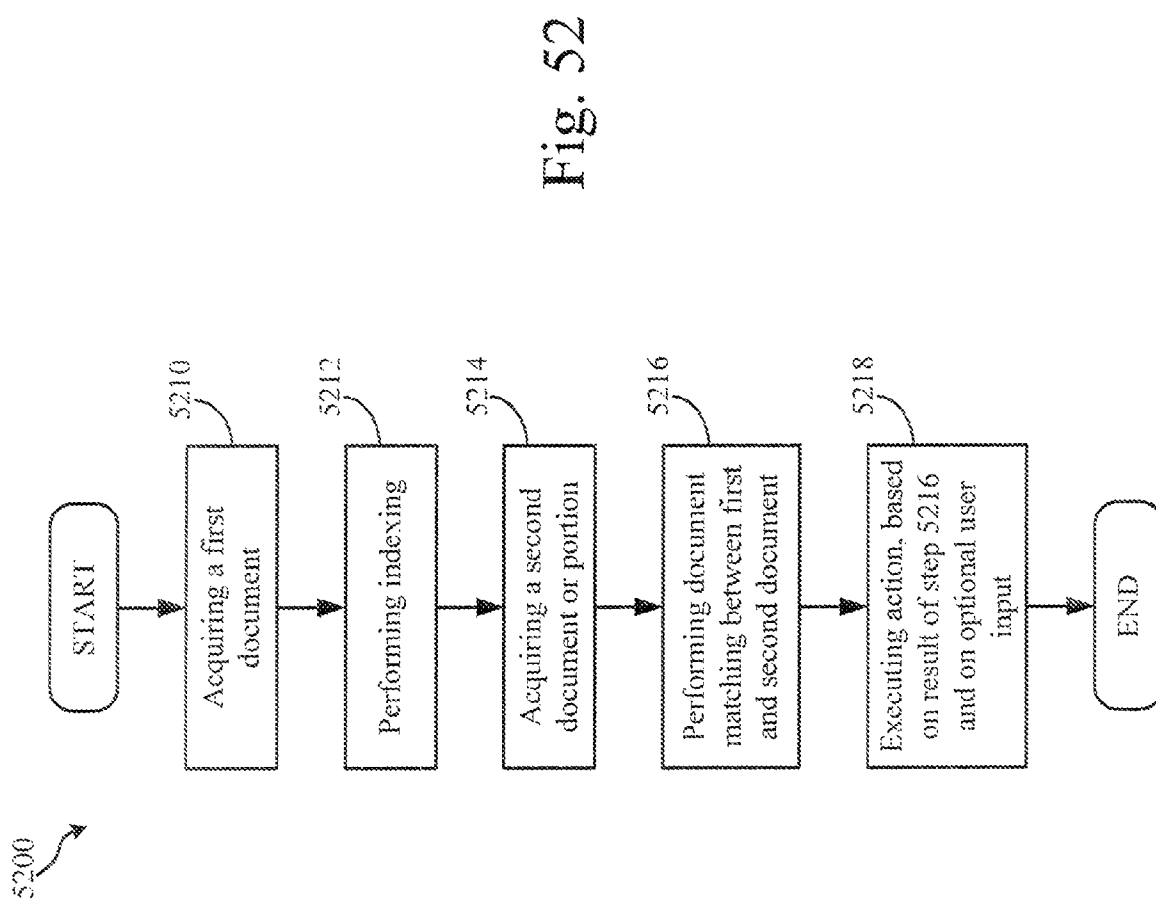 5200
START
5210
Acquiring a first
document
5212
Performing indexing
5214
Acquiring a second
document or portion
5216
Performing document
matching between first
and second document
5218
Executing action, based
on result of step 5216
and on optional user
input
END
Fig. 52